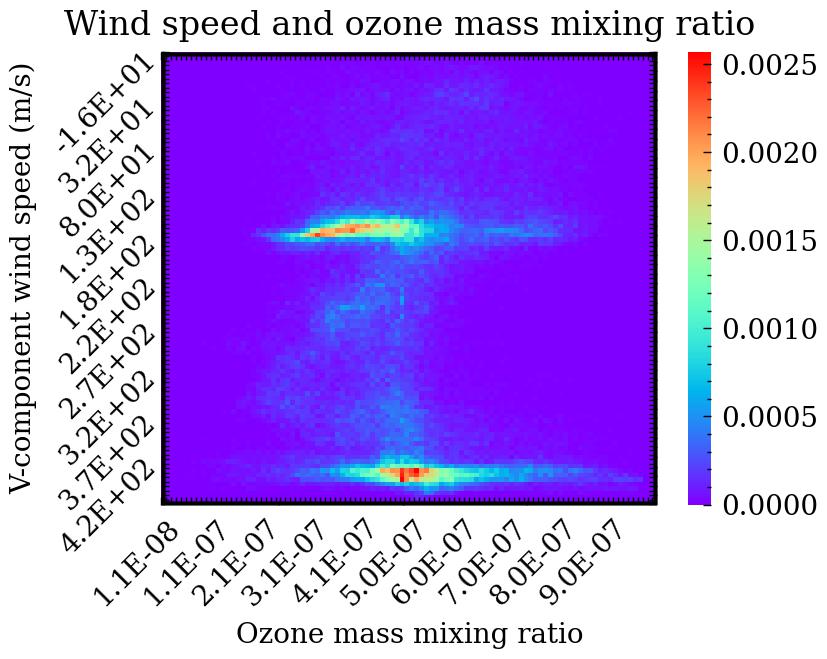 Wind speed and ozone mass mixing ratio
V-component wind speed (m/s)
-1.6E+01
3.2E+01
8.0E+01
1.3E+02
1.8E+02
2.2E+02
2.7E+02
3.2E+02
3.7E+02
4.2E+02
1.1E-08
1.1E-07
2.1E-07
3.1E-07
4.1E-07
5.0E-07
6.0E-07
7.0E-07
8.0E-07
9.0E-07
Ozone mass mixing ratio
0.0025
0.0020
0.0015
0.0010
0.0005
0.0000